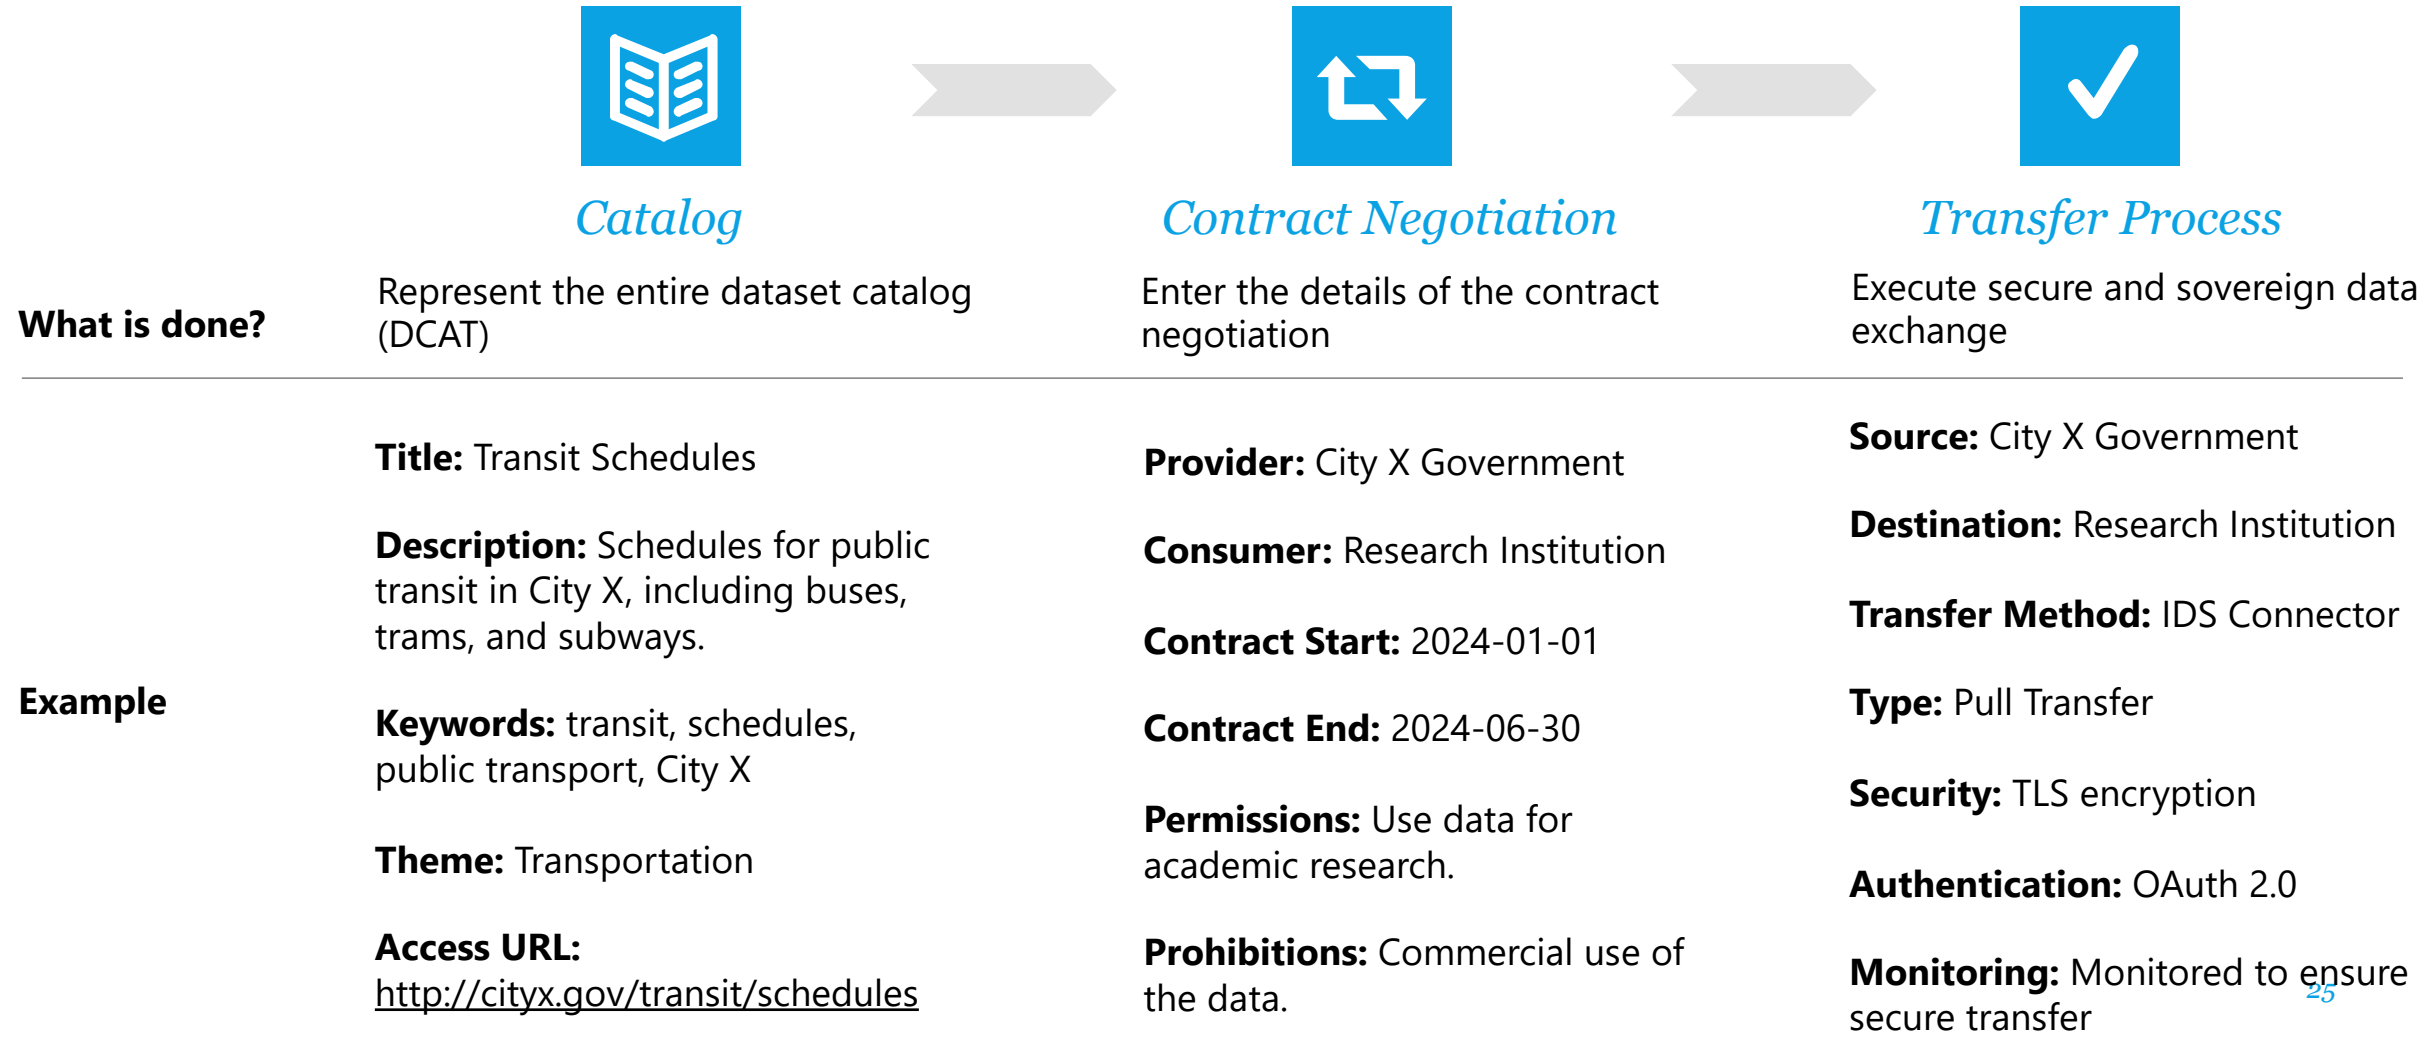 Catalog
Contract Negotiation
Transfer Process
What is done?
Represent the entire dataset catalog
(DCAT)
Enter the details of the contract
negotiation
Execute secure and sovereign data
exchange
Example
Title: Transit Schedules
Description: Schedules for public
transit in City X, including buses,
trams, and subways.
Keywords: transit, schedules,
public transport, City X
Theme: Transportation
Access URL:
http://cityx.gov/transit/schedules
Provider: City X Government
Consumer: Research Institution
Contract Start: 2024-01-01
Contract End: 2024-06-30
Permissions: Use data for
academic research.
Prohibitions: Commercial use of
the data.
Source: City X Government
Destination: Research Institution
Transfer Method: IDS Connector
Type: Pull Transfer
Security: TLS encryption
Authentication: OAuth 2.0
Monitoring: Monitored to ensure
secure transfer
25